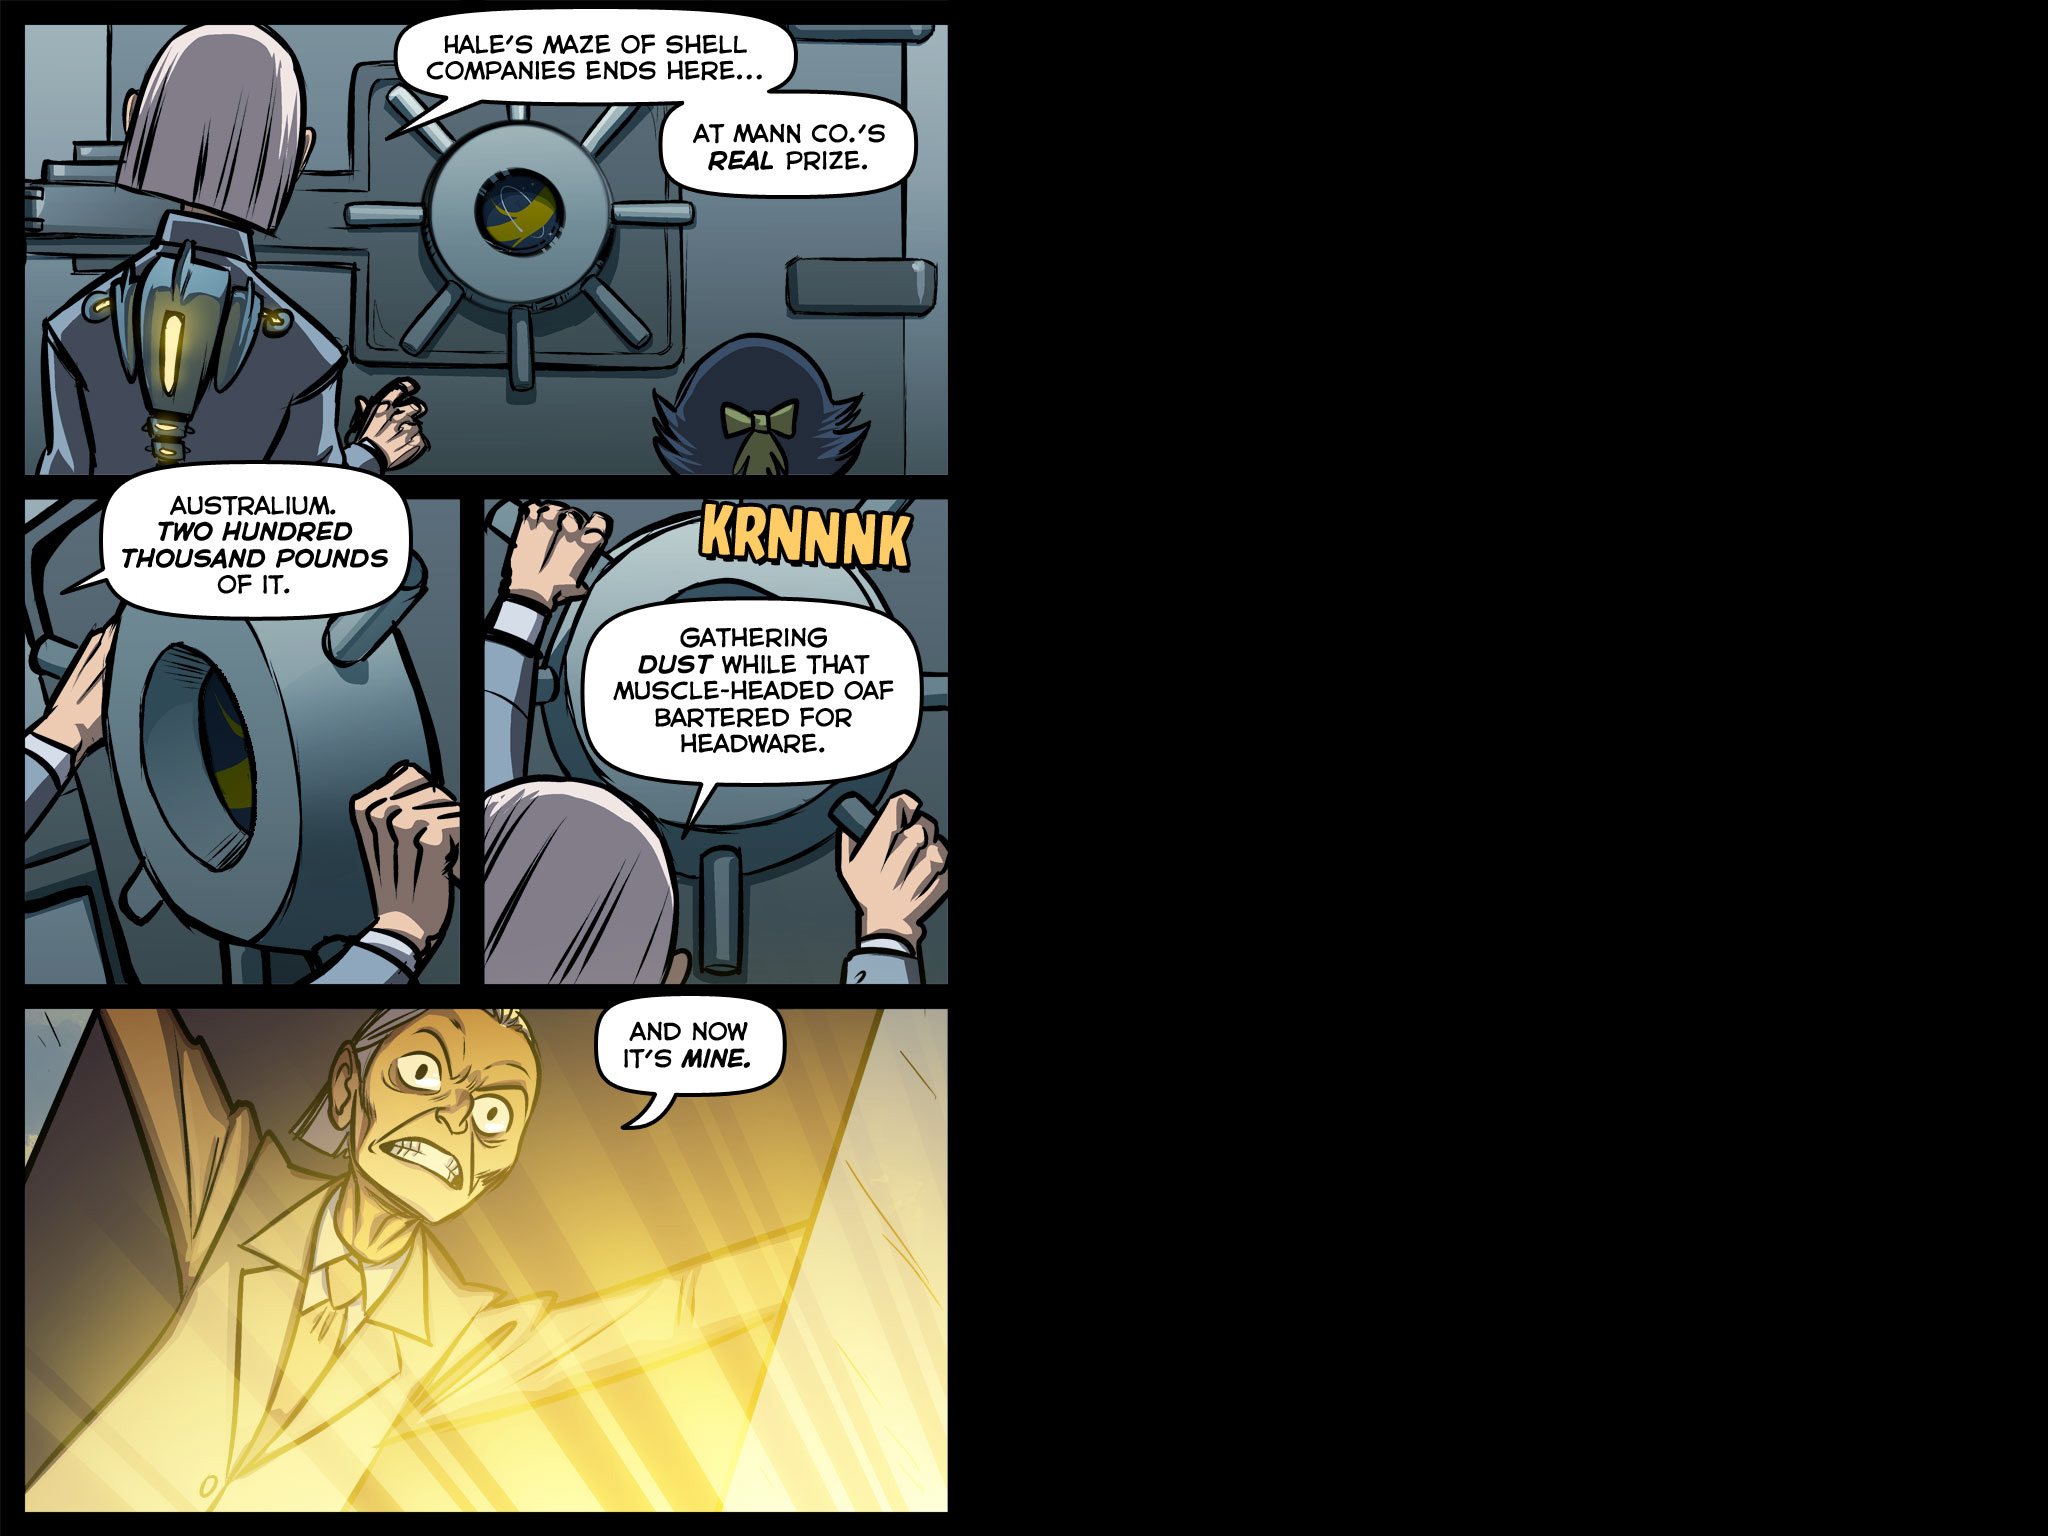 HALE'S MAZE OF SHELL
COMPANIES ENDS HERE...
AT MANN CO.'S
REAL PRIZE.
AUSTRALIUM.
TWO HUNDRED
THOUSAND POUNDS
OF IT.
KRNNNK
GATHERING
DUST WHILE THAT
MUSCLE-HEADED OAF
BARTERED FOR
HEADWARE.
AND NOW
IT'S MINE.